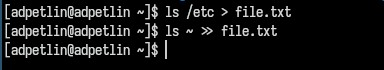 [adpetlin@adpetlin ~]$ ls /etc > file.txt
[adpetlin@adpetlin ~]$ ls ~ >> file.txt
[adpetlin@adpetlin ~]$